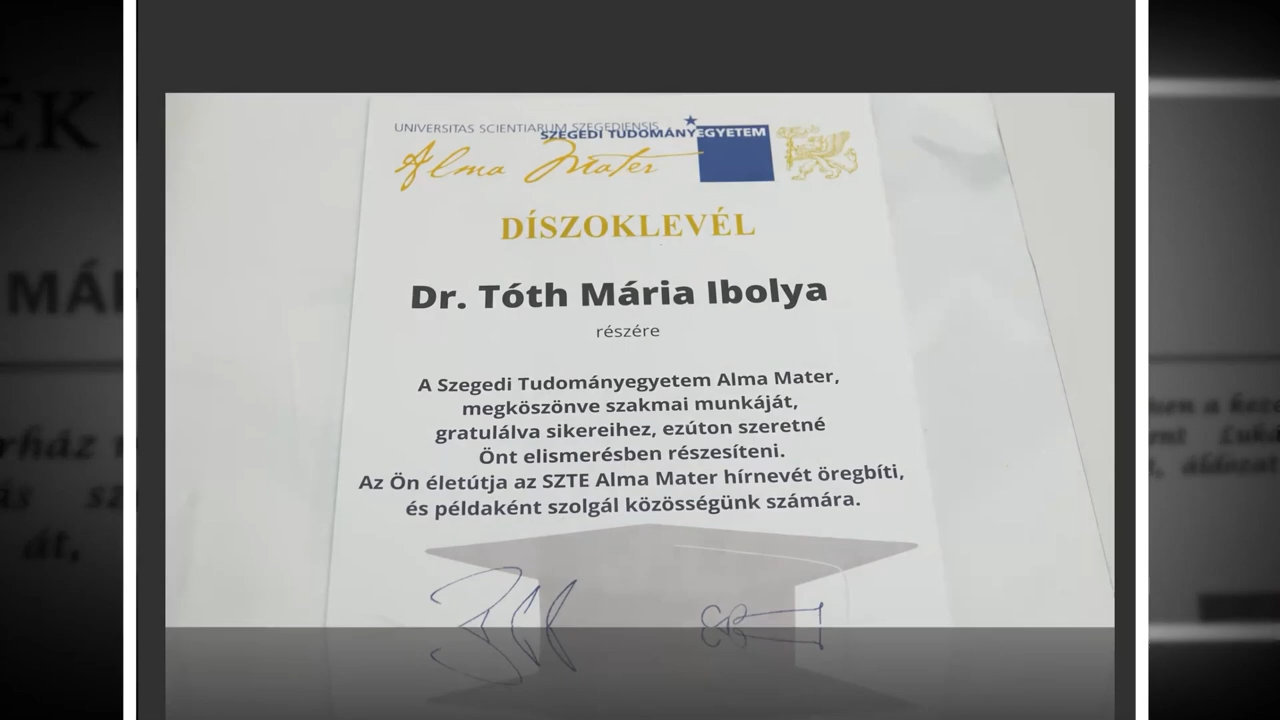 UNIVERSITAS SCIENTIARUM SZEGEDIENSIS
SZEGEDI TUDOMÁNYEGYETEM
Alma Mater
DÍSZOKLEVÉL
Dr. Tóth Mária Ibolya
részére
A Szegedi Tudományegyetem Alma Mater,
megköszönve szakmai munkáját,
gratulálva sikereihez, ezúton szeretné
Önt elismerésben részesíteni.
Az Ön életútja az SZTE Alma Mater hírnevét öregbíti,
és példaként szolgál közösségünk számára.